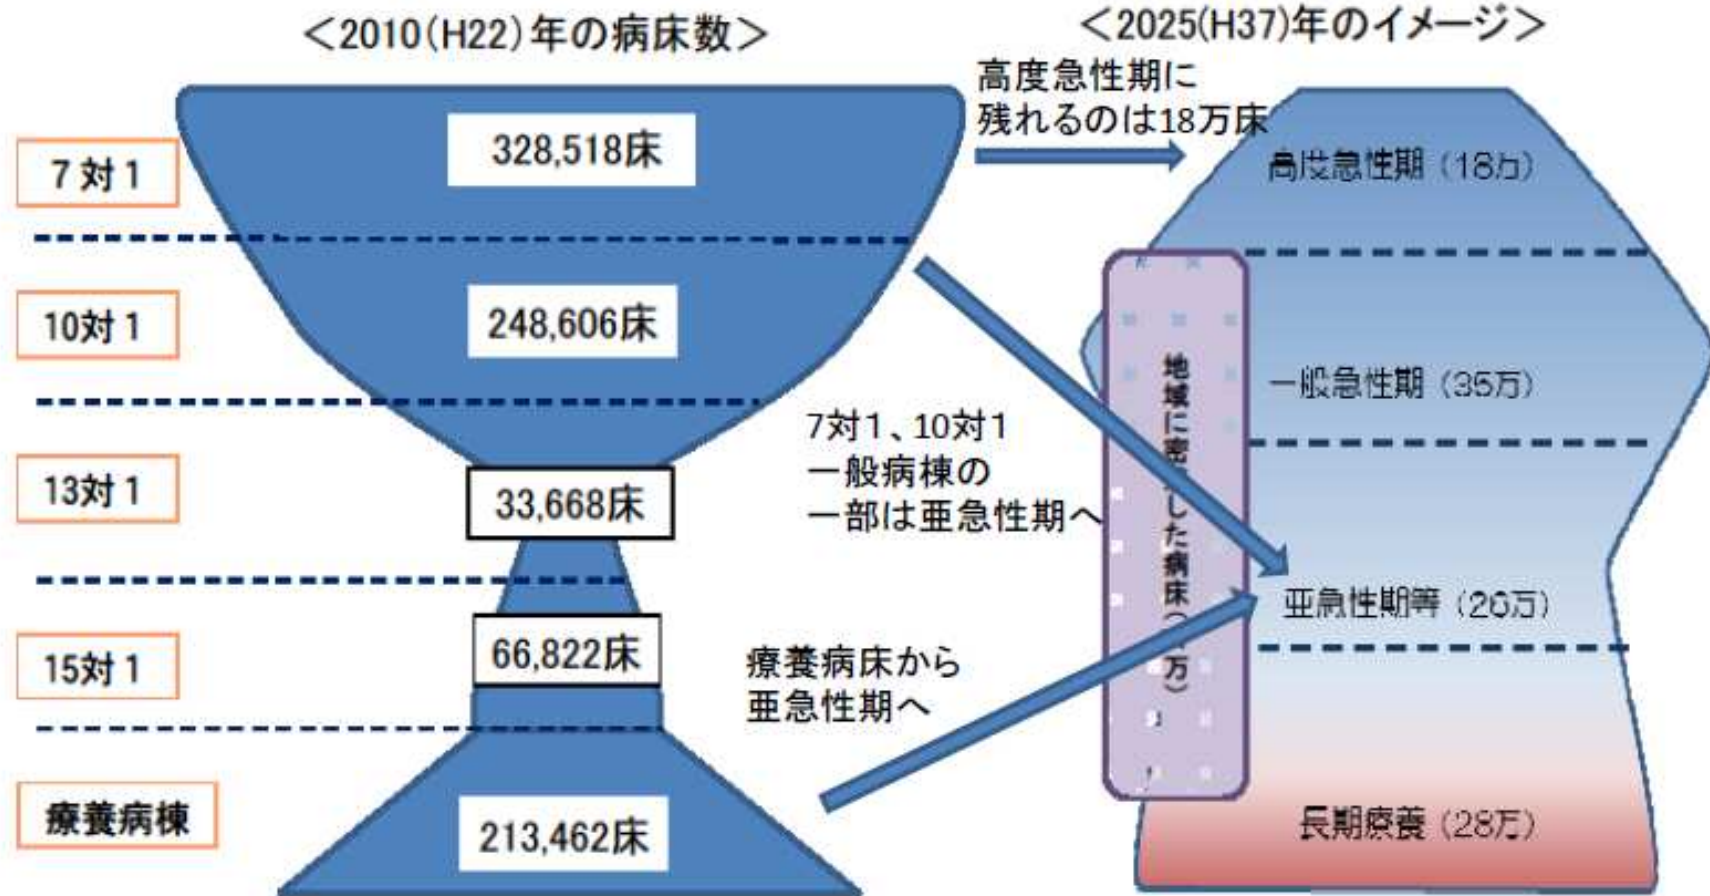 ＜2010(H22)年の病床数＞
＜2025(H37)年のイメージ＞
高度急性期に
残れるのは18万床
7対1
328,518床
高度急性期（18万）
10対1
248,606床
一般急性期（35万）
7対1、10対1
一般病棟の
一部は亜急性期へ
13対1
33,668床
地域に密
した病床（
万）
亜急性期等（26万）
15対1
66,822床
療養病床から
亜急性期へ
療養病棟
213,462床
長期療養（28万）